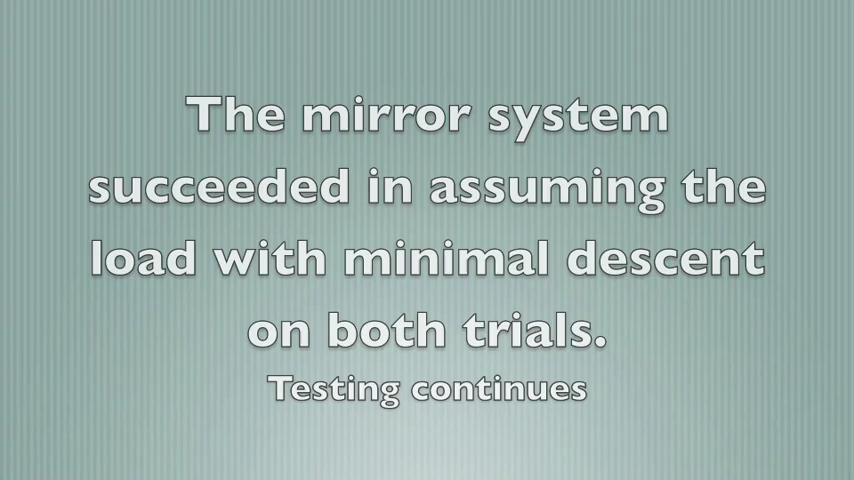 The mirror system
succeeded in assuming the
load with minimal descent
on both trials.
Testing continues